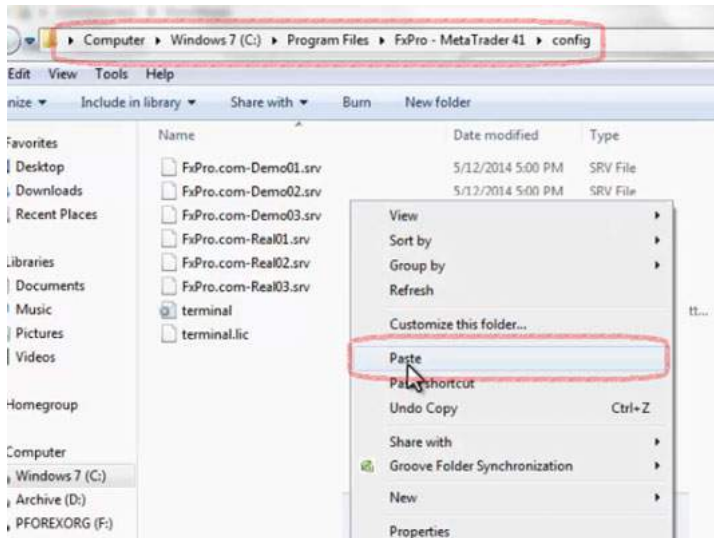 Computer ▸ Windows 7 (C:) ▸ Program Files ▸ FxPro - MetaTrader 41 ▸ config
Edit View Tools Help
nize Include in library Share with Burn New folder
Name Date modified Type
Favorites
Desktop
Downloads
Recent Places
Libraries
Documents
Music
Pictures
Videos
Homegroup
Computer
Windows 7 (C:)
Archive (D:)
PFOREXORG (F:)
FxPro.com-Demo01.srv 5/12/2014 5:00 PM SRV File
FxPro.com-Demo02.srv 5/12/2014 5:00 PM SRV File
FxPro.com-Demo03.srv
FxPro.com-Real01.srv
FxPro.com-Real02.srv
FxPro.com-Real03.srv
terminal tt...
terminal.lic
View
Sort by
Group by
Refresh
Customize this folder...
Paste
Paste shortcut
Undo Copy Ctrl+Z
Share with
Groove Folder Synchronization
New
Properties